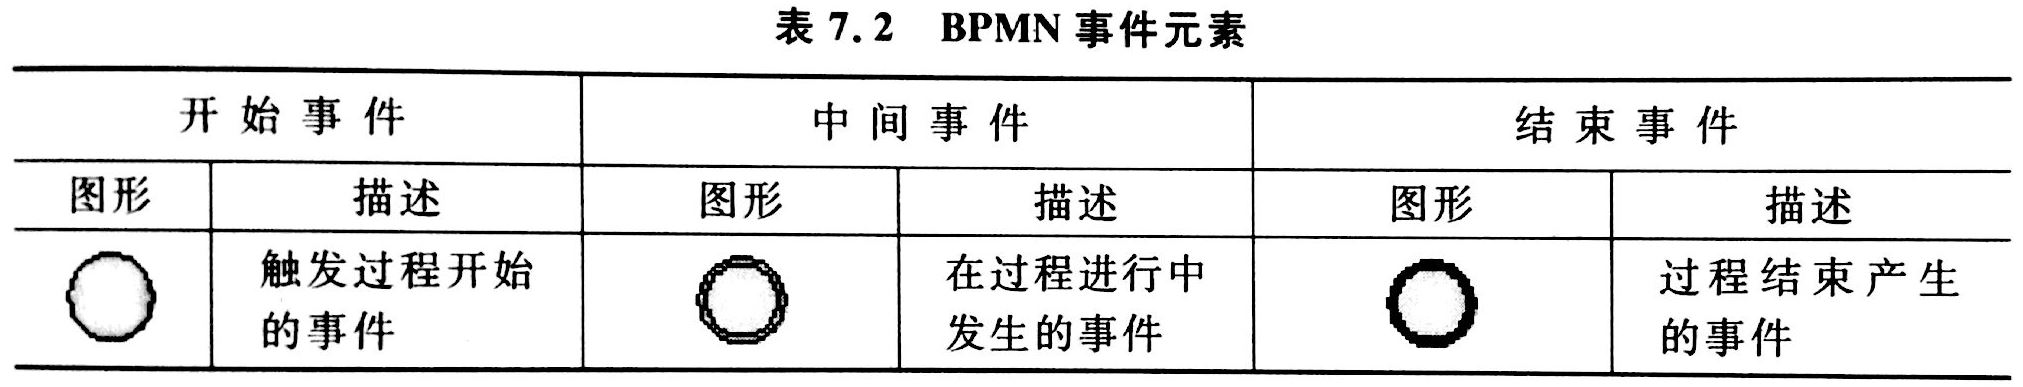 表 7.2 BPMN 事件元素
开始事件 中间事件 结束事件
图形 描述 图形 描述 图形 描述
触发过程开始 在过程进行中 过程结束产生
的事件 发生的事件 的事件